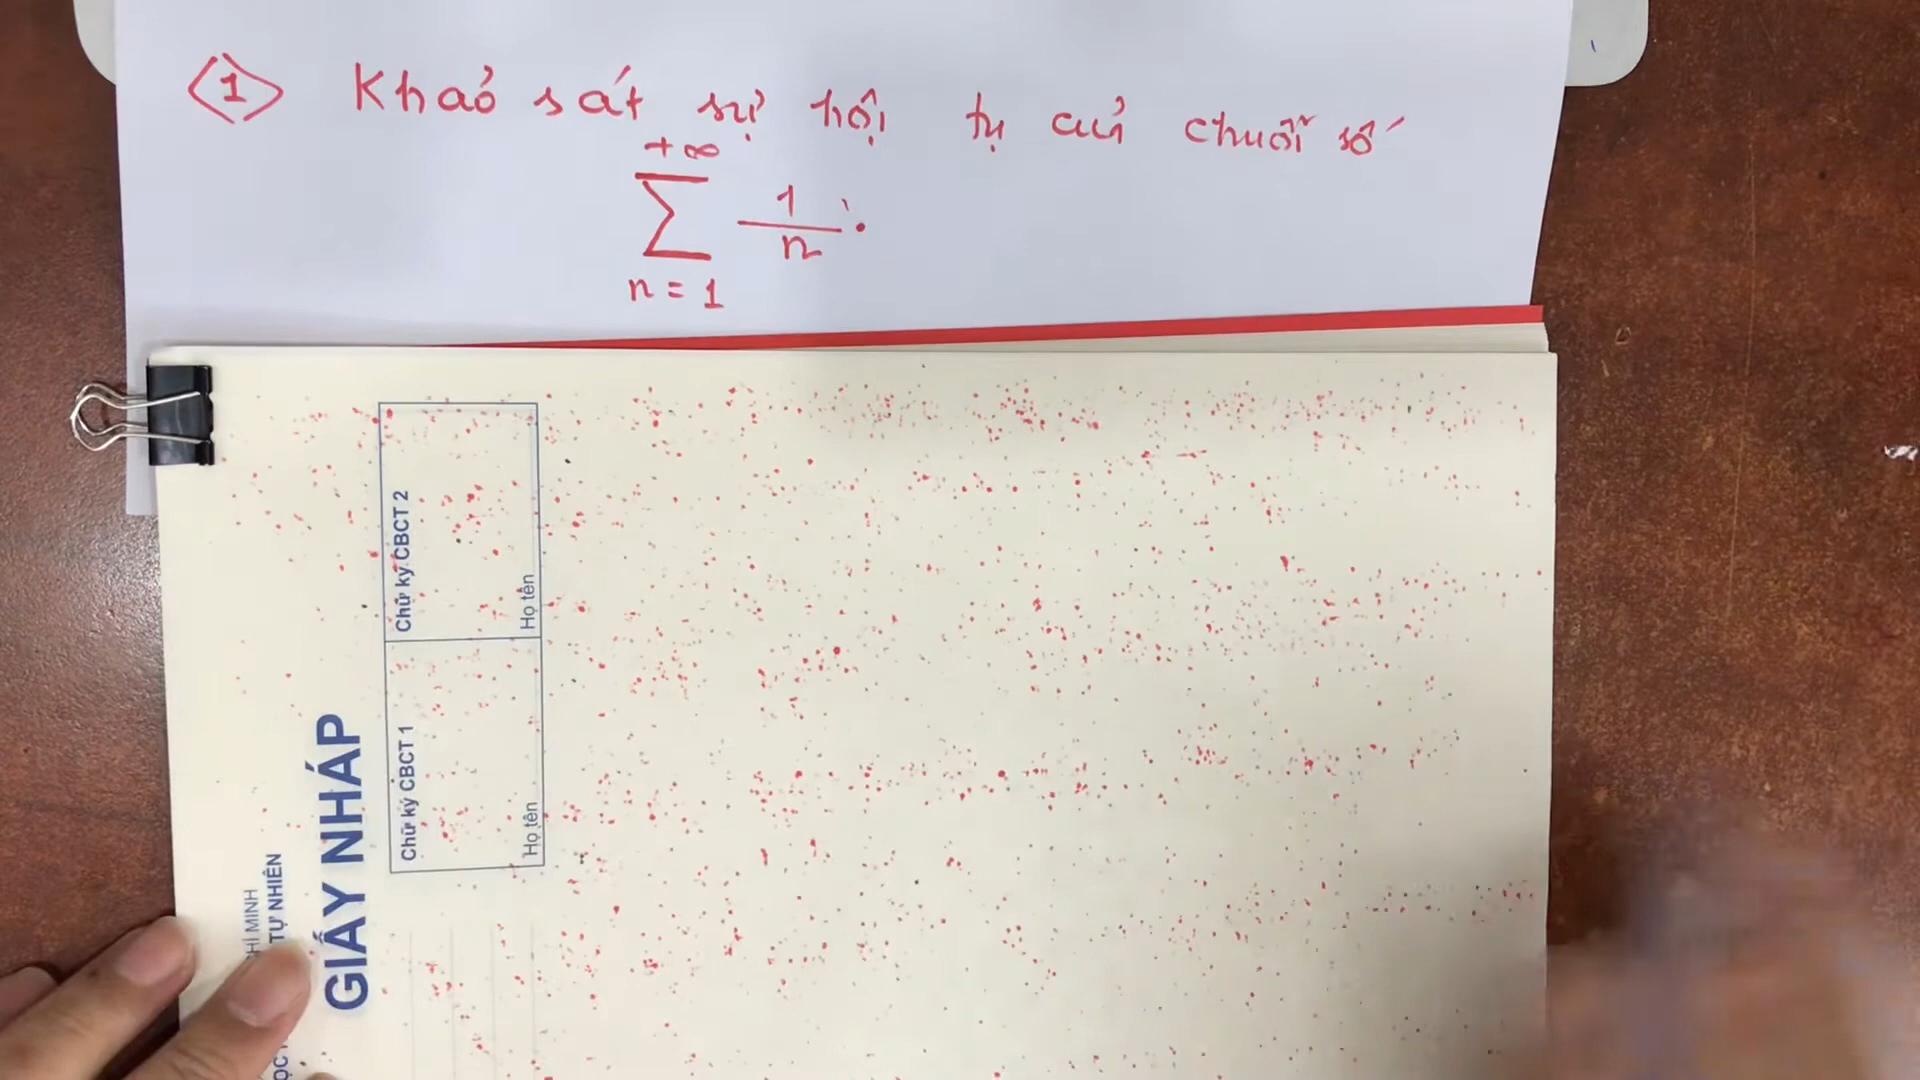 1 Khảo sát sự hội tụ của chuỗi số
+∞
∑ 1/n.
n = 1
Chữ ký CBCT 2
Họ tên
Chữ ký CBCT 1
Họ tên
GIẤY NHÁP
TỰ NHIÊN
MINH